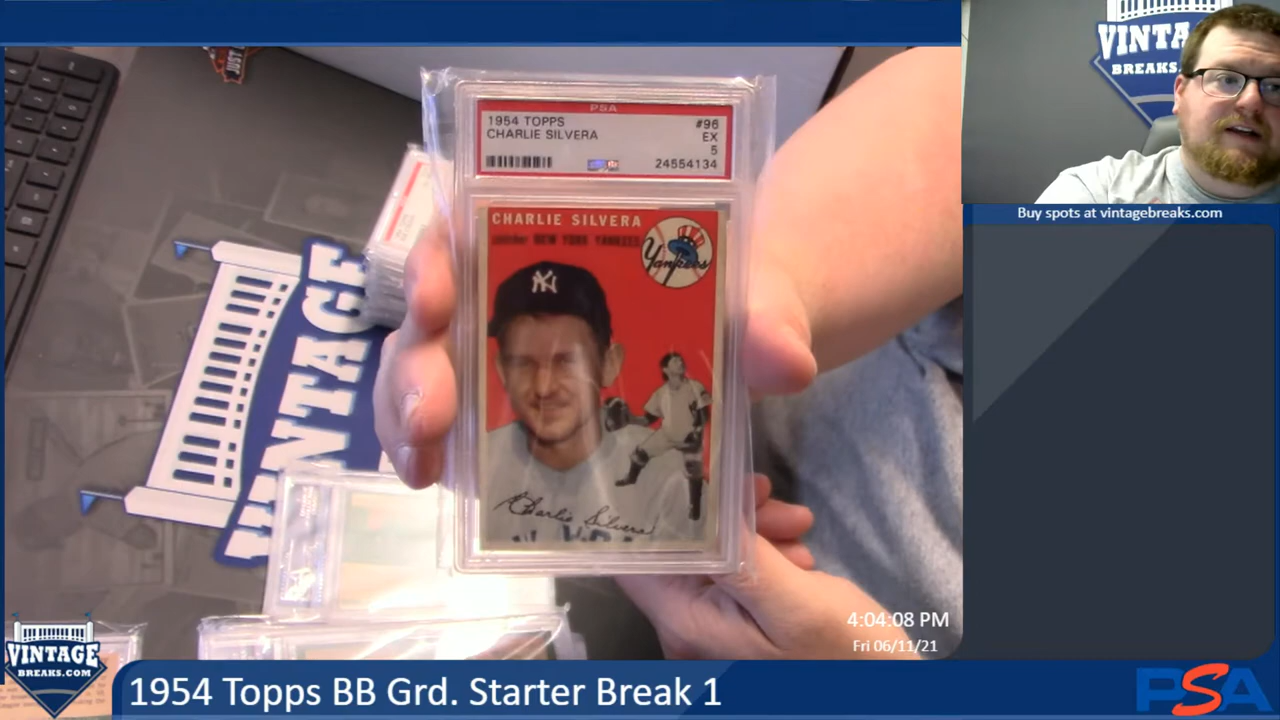 JUST
VINTAGE
BREAKS.
Buy spots at vintagebreaks.com
PSA
1954 TOPPS
#96
CHARLIE SILVERA
EX
5
24554134
CHARLIE SILVERA
catcher NEW YORK YANKEES
Yankees
NY
Charlie Silvera
VINTAGE
4:04:08 PM
Fri 06/11/21
VINTAGE
BREAKS.COM
1954 Topps BB Grd. Starter Break 1
PSA